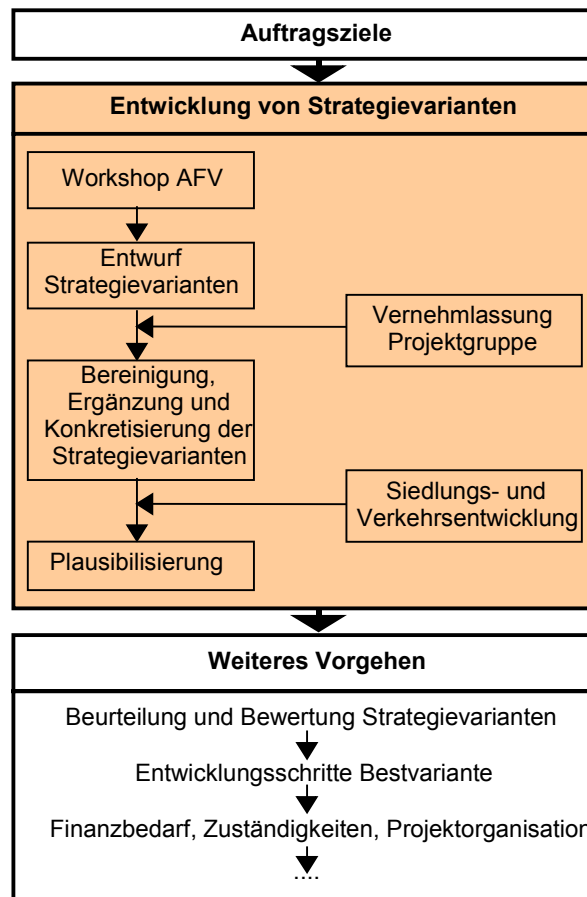 Auftragsziele
Entwicklung von Strategievarianten
Workshop AFV
Entwurf
Strategievarianten
Vernehmlassung
Projektgruppe
Bereinigung,
Ergänzung und
Konkretisierung der
Strategievarianten
Siedlungs- und
Verkehrsentwicklung
Plausibilisierung
Weiteres Vorgehen
Beurteilung und Bewertung Strategievarianten
Entwicklungsschritte Bestvariante
Finanzbedarf, Zuständigkeiten, Projektorganisation
....